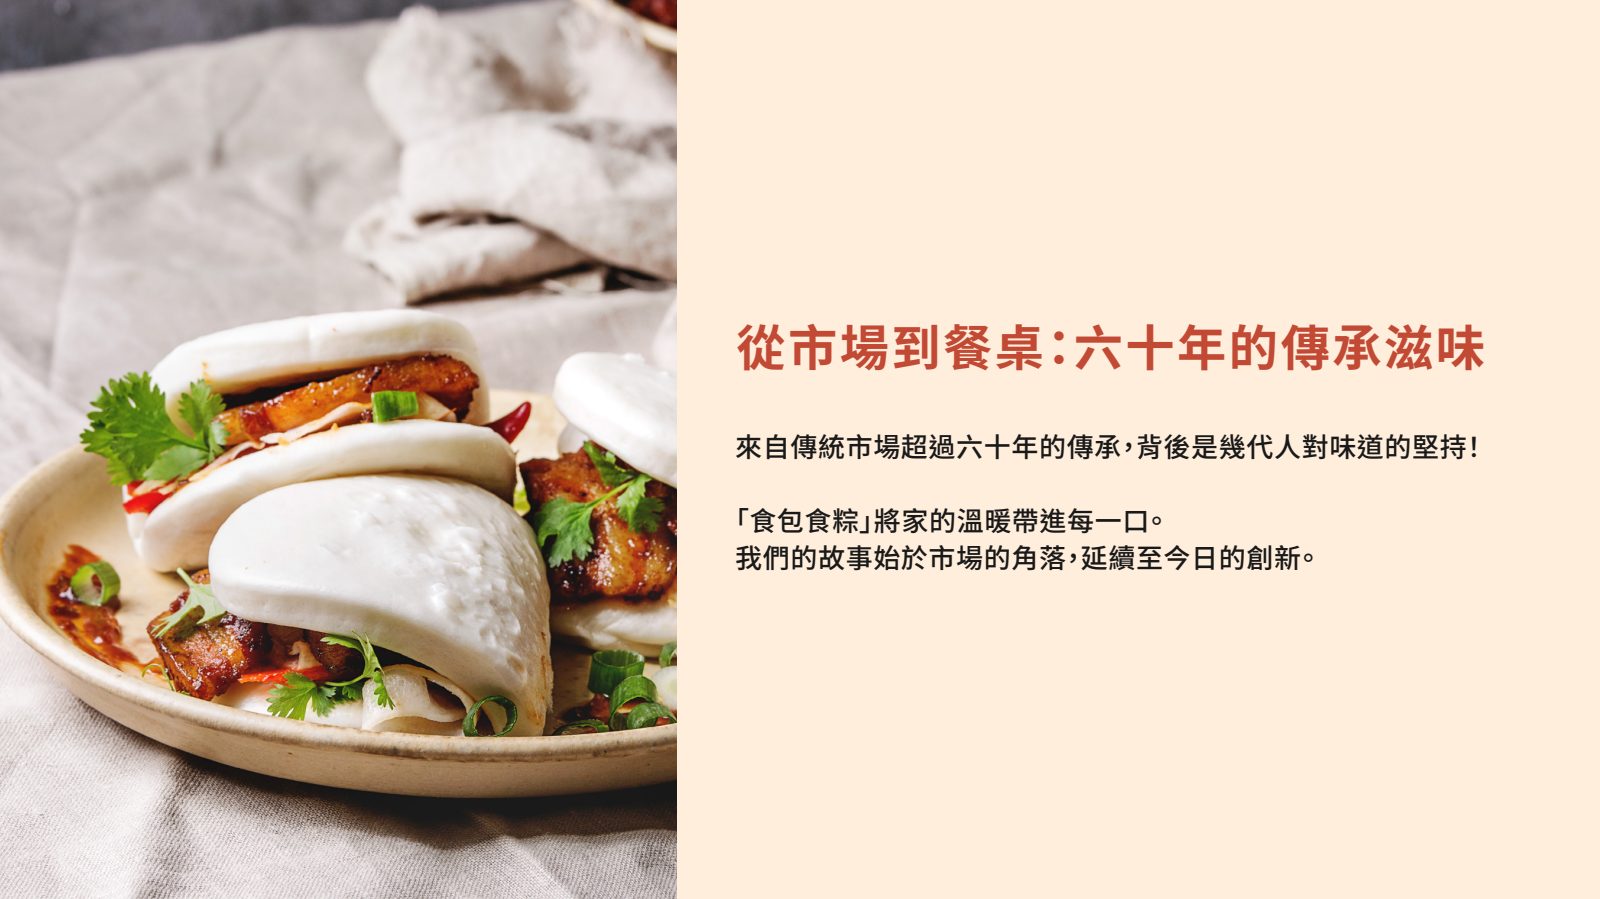 從市場到餐桌：六十年的傳承滋味
來自傳統市場超過六十年的傳承，背後是幾代人對味道的堅持！
「食包食粽」將家的溫暖帶進每一口。
我們的故事始於市場的角落，延續至今日的創新。